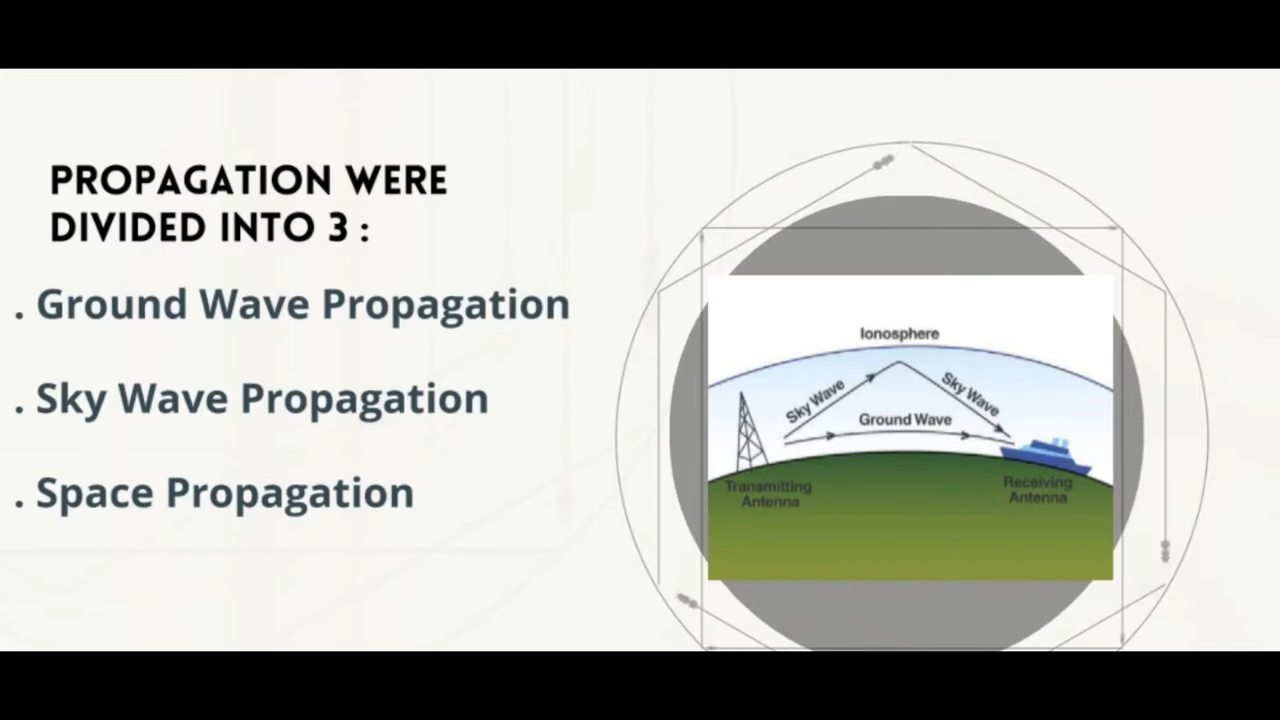 PROPAGATION WERE
DIVIDED INTO 3 :
. Ground Wave Propagation
. Sky Wave Propagation
. Space Propagation
Ionosphere
Sky Wave
Sky Wave
Ground Wave
Transmitting
Antenna
Receiving
Antenna